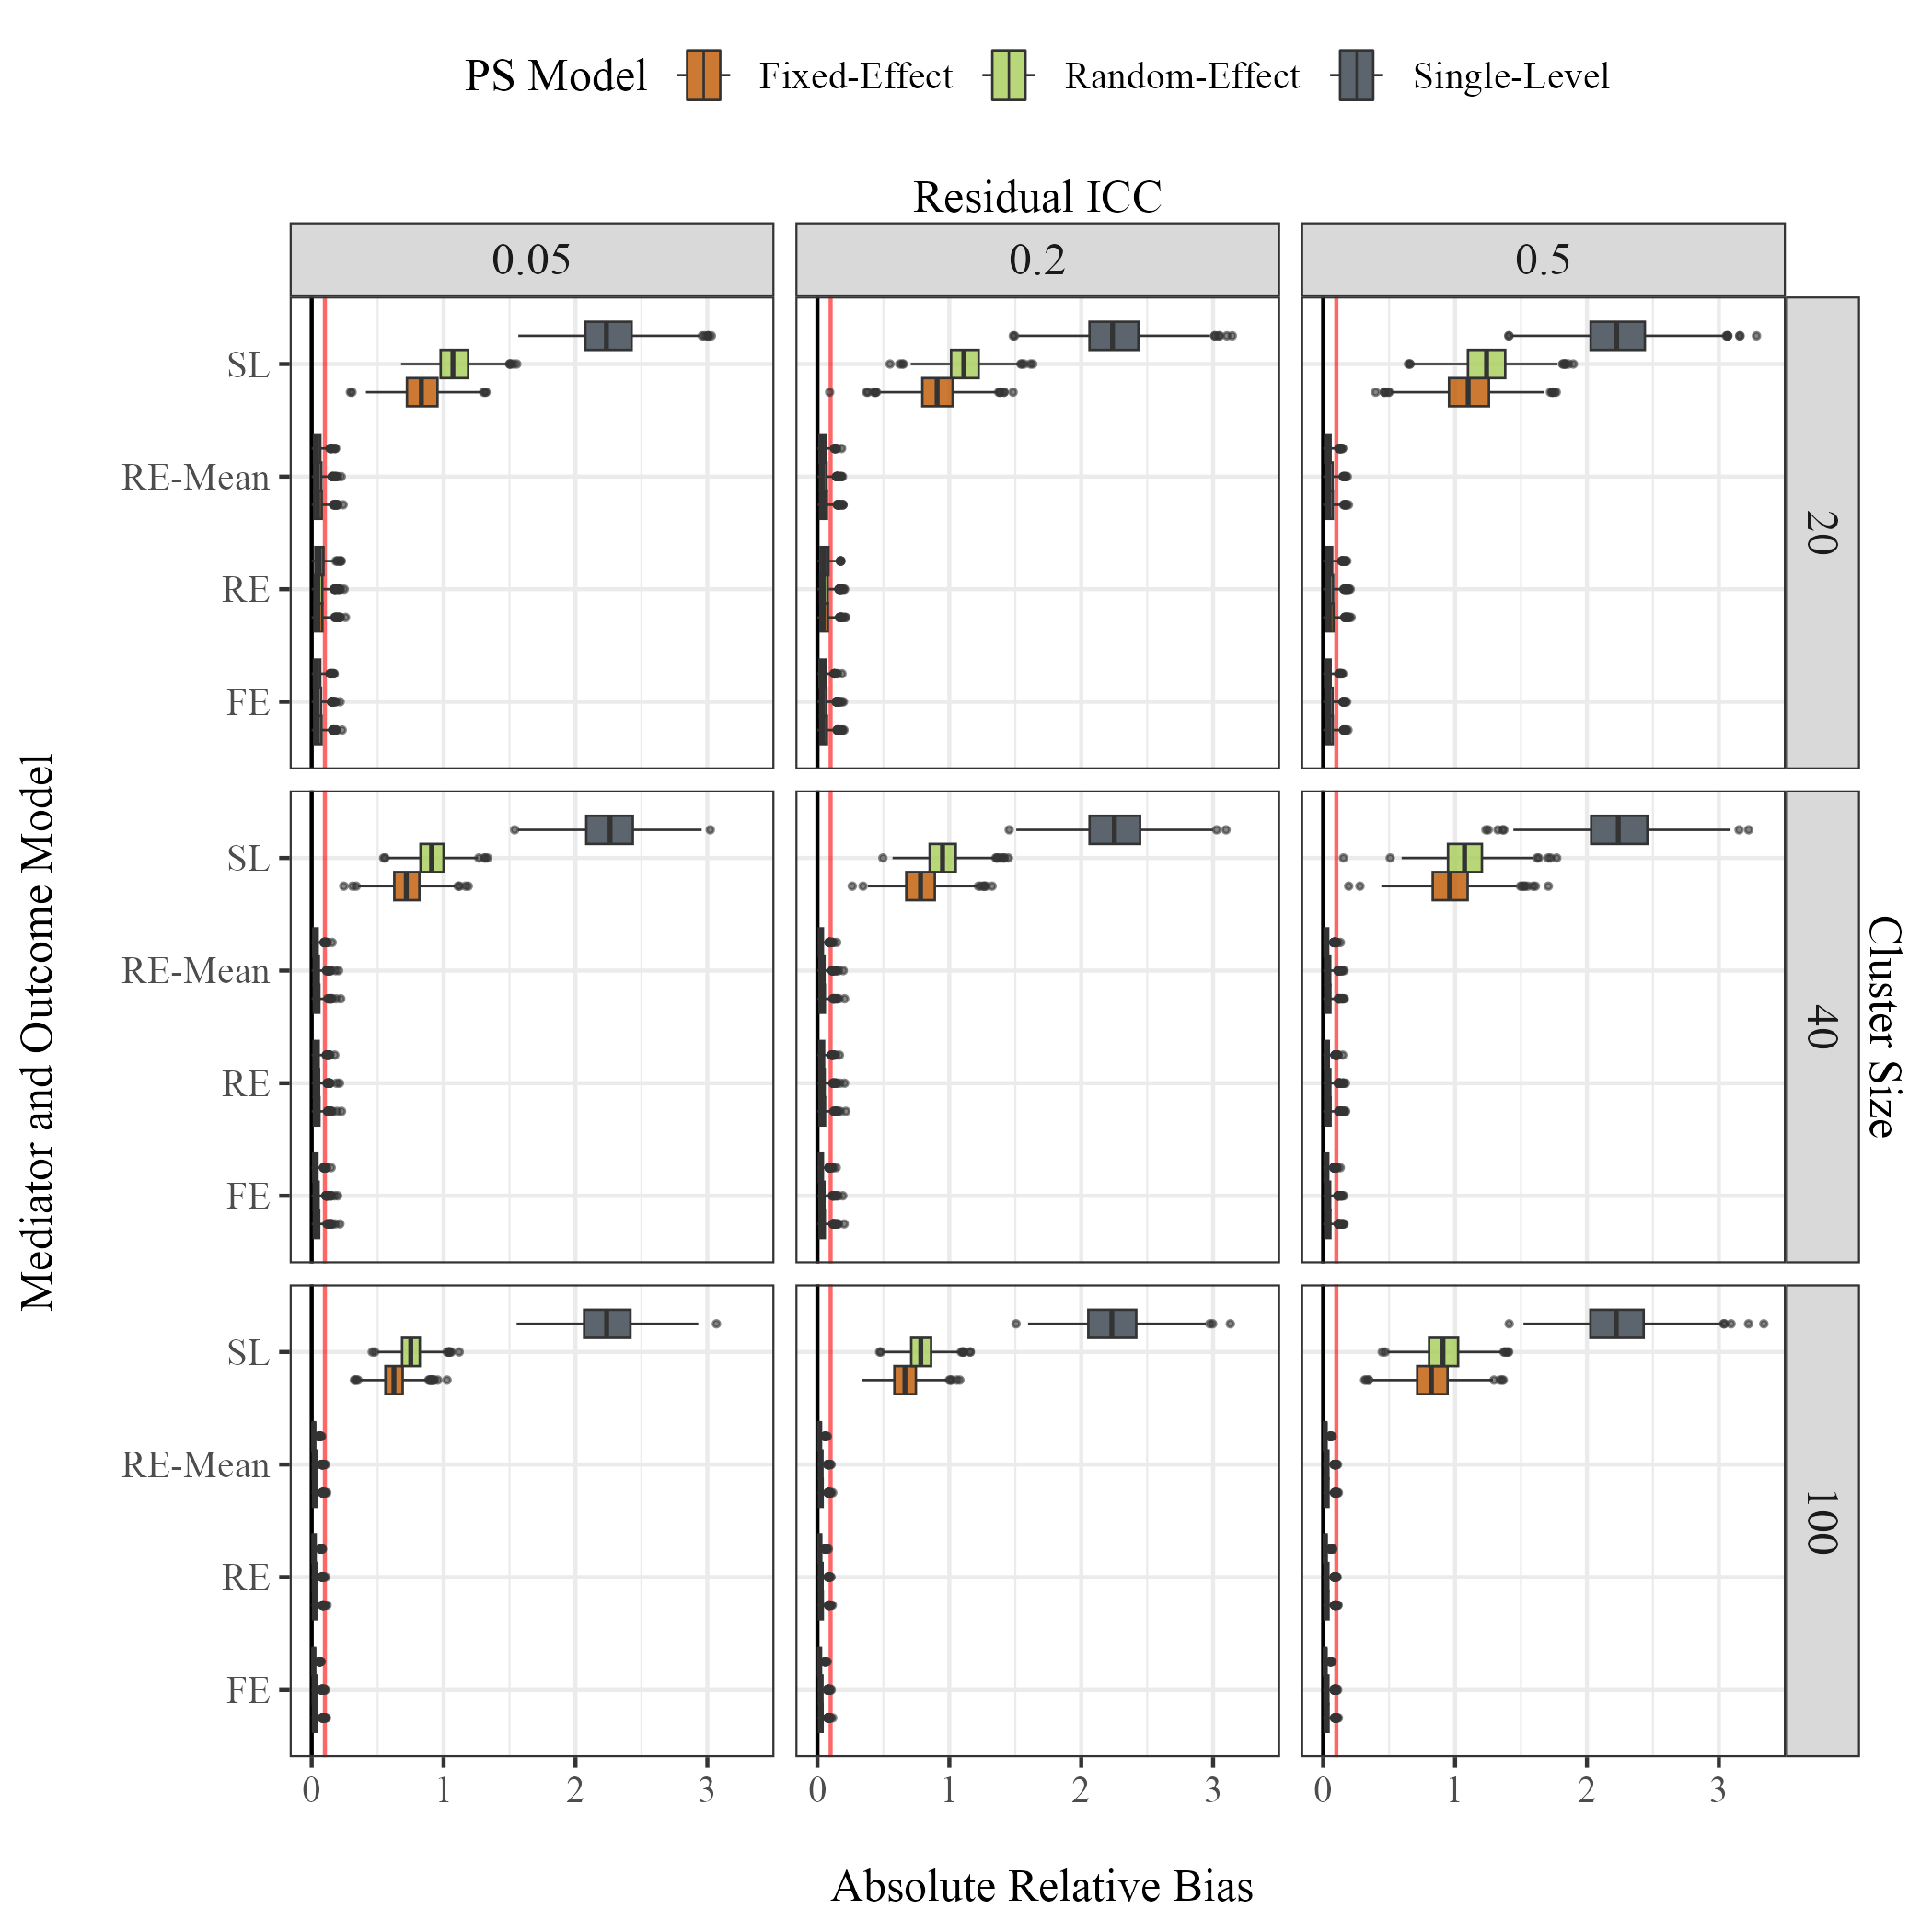 PS Model Fixed-Effect Random-Effect Single-Level
Residual ICC
0.05 0.2 0.5
SL
RE-Mean
RE
FE
20
SL
RE-Mean
RE
FE
40
SL
RE-Mean
RE
FE
100
Mediator and Outcome Model
Cluster Size
0 1 2 3 0 1 2 3 0 1 2 3
Absolute Relative Bias